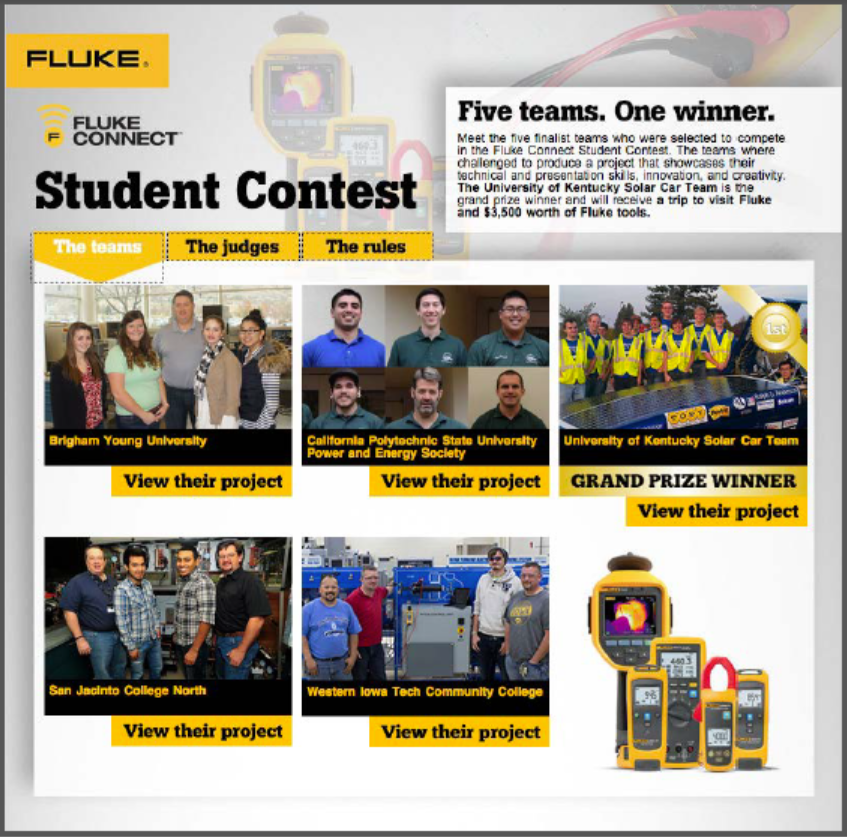 FLUKE®
FLUKE
CONNECT™
Student Contest
Five teams. One winner.
Meet the five finalist teams who were selected to compete
in the Fluke Connect Student Contest. The teams where
challenged to produce a project that showcases their
technical and presentation skills, innovation, and creativity.
The University of Kentucky Solar Car Team is the
grand prize winner and will receive a trip to visit Fluke
and $3,500 worth of Fluke tools.
The teams
The judges
The rules
1st
Brigham Young University
California Polytechnic State University
Power and Energy Society
University of Kentucky Solar Car Team
View their project
View their project
GRAND PRIZE WINNER
View their project
San Jacinto College North
Western Iowa Tech Community College
View their project
View their project